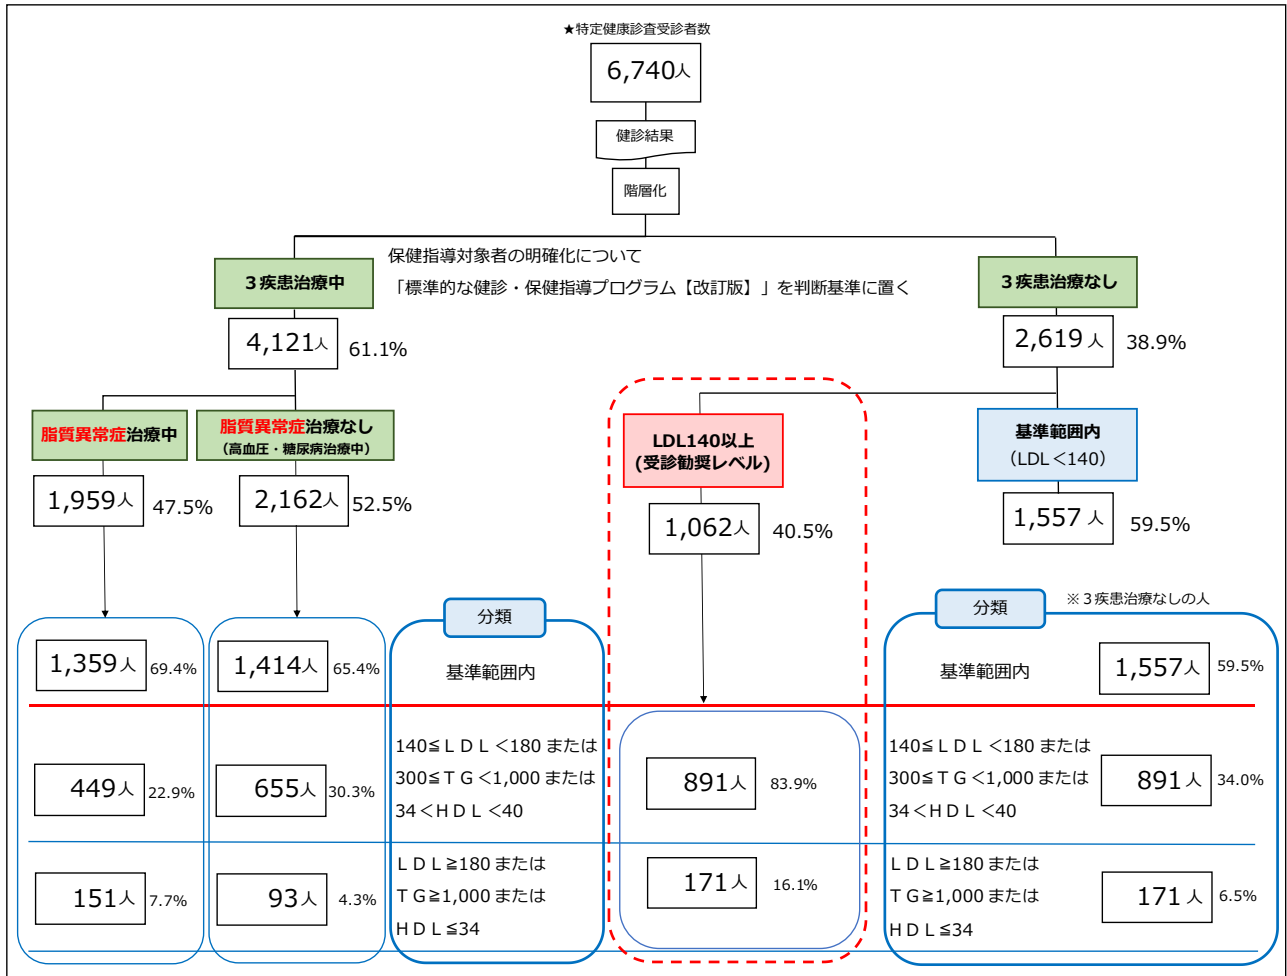 ★特定健康診査受診者数
6,740人
健診結果
階層化
保健指導対象者の明確化について
「標準的な健診・保健指導プログラム【改訂版】」を判断基準に置く
３疾患治療中
4,121人 61.1%
３疾患治療なし
2,619人 38.9%
脂質異常症治療中
1,959人 47.5%
脂質異常症治療なし
（高血圧・糖尿病治療中）
2,162人 52.5%
LDL140以上
(受診勧奨レベル)
1,062人 40.5%
基準範囲内
（LDL＜140）
1,557人 59.5%
1,359人 69.4%
449人 22.9%
151人 7.7%
1,414人 65.4%
655人 30.3%
93人 4.3%
分類
基準範囲内
140≦ＬＤＬ＜180 または
300≦ＴＧ＜1,000 または
34＜ＨＤＬ＜40
ＬＤＬ≧180 または
ＴＧ≧1,000 または
ＨＤＬ≦34
891人 83.9%
171人 16.1%
分類
※３疾患治療なしの人
基準範囲内
1,557人 59.5%
140≦ＬＤＬ＜180 または
300≦ＴＧ＜1,000 または
34＜ＨＤＬ＜40
891人 34.0%
ＬＤＬ≧180 または
ＴＧ≧1,000 または
ＨＤＬ≦34
171人 6.5%